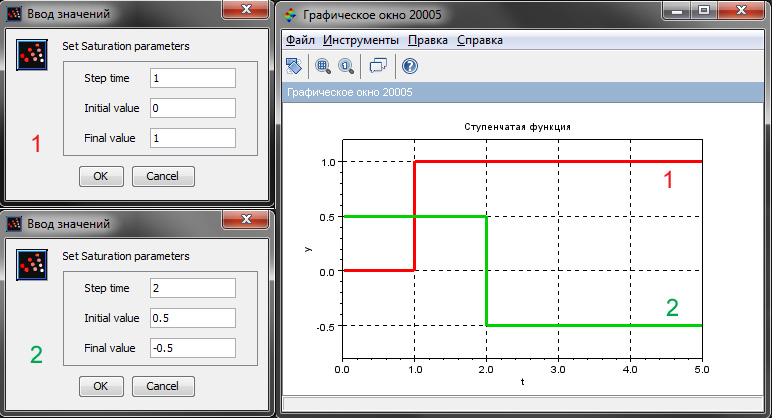 Ввод значений
Set Saturation parameters
Step time 1
Initial value 0
Final value 1
1
OK Cancel
Ввод значений
Set Saturation parameters
Step time 2
Initial value 0.5
Final value -0.5
2
OK Cancel
Графическое окно 20005
Файл Инструменты Правка Справка
Графическое окно 20005
Ступенчатая функция
1.0
1
0.5
y
0.0
2
-0.5
0.0 1.0 2.0 3.0 4.0 5.0
t